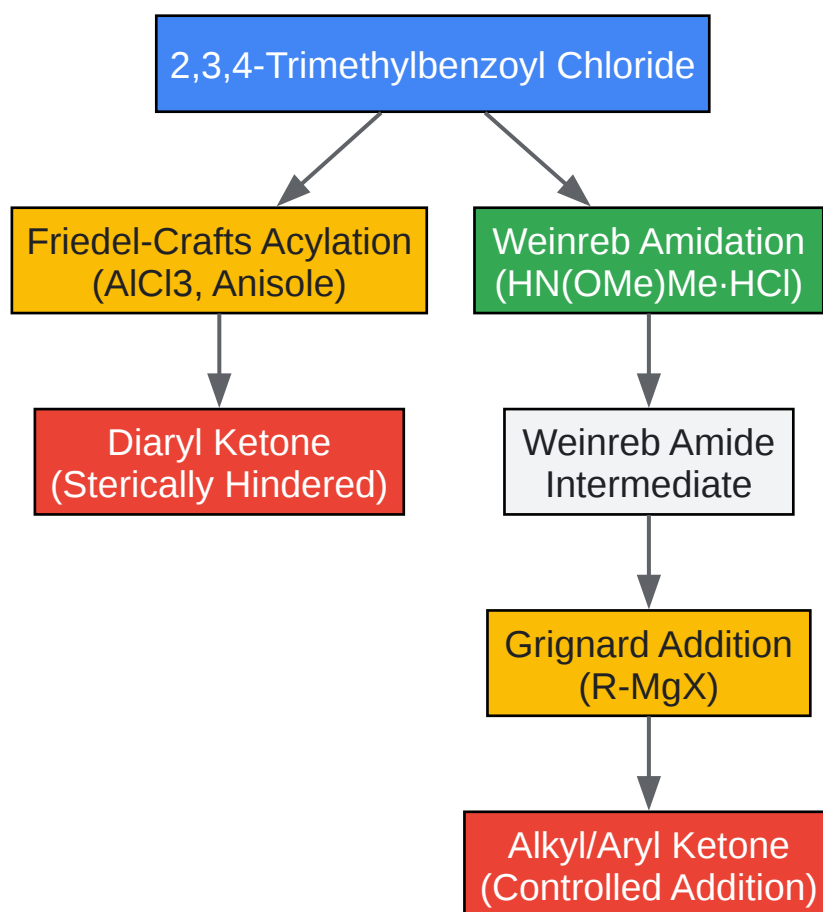 2,3,4-Trimethylbenzoyl Chloride
Friedel-Crafts Acylation
(AlCl3, Anisole)
Weinreb Amidation
(HN(OMe)Me·HCl)
Diaryl Ketone
(Sterically Hindered)
Weinreb Amide
Intermediate
Grignard Addition
(R-MgX)
Alkyl/Aryl Ketone
(Controlled Addition)